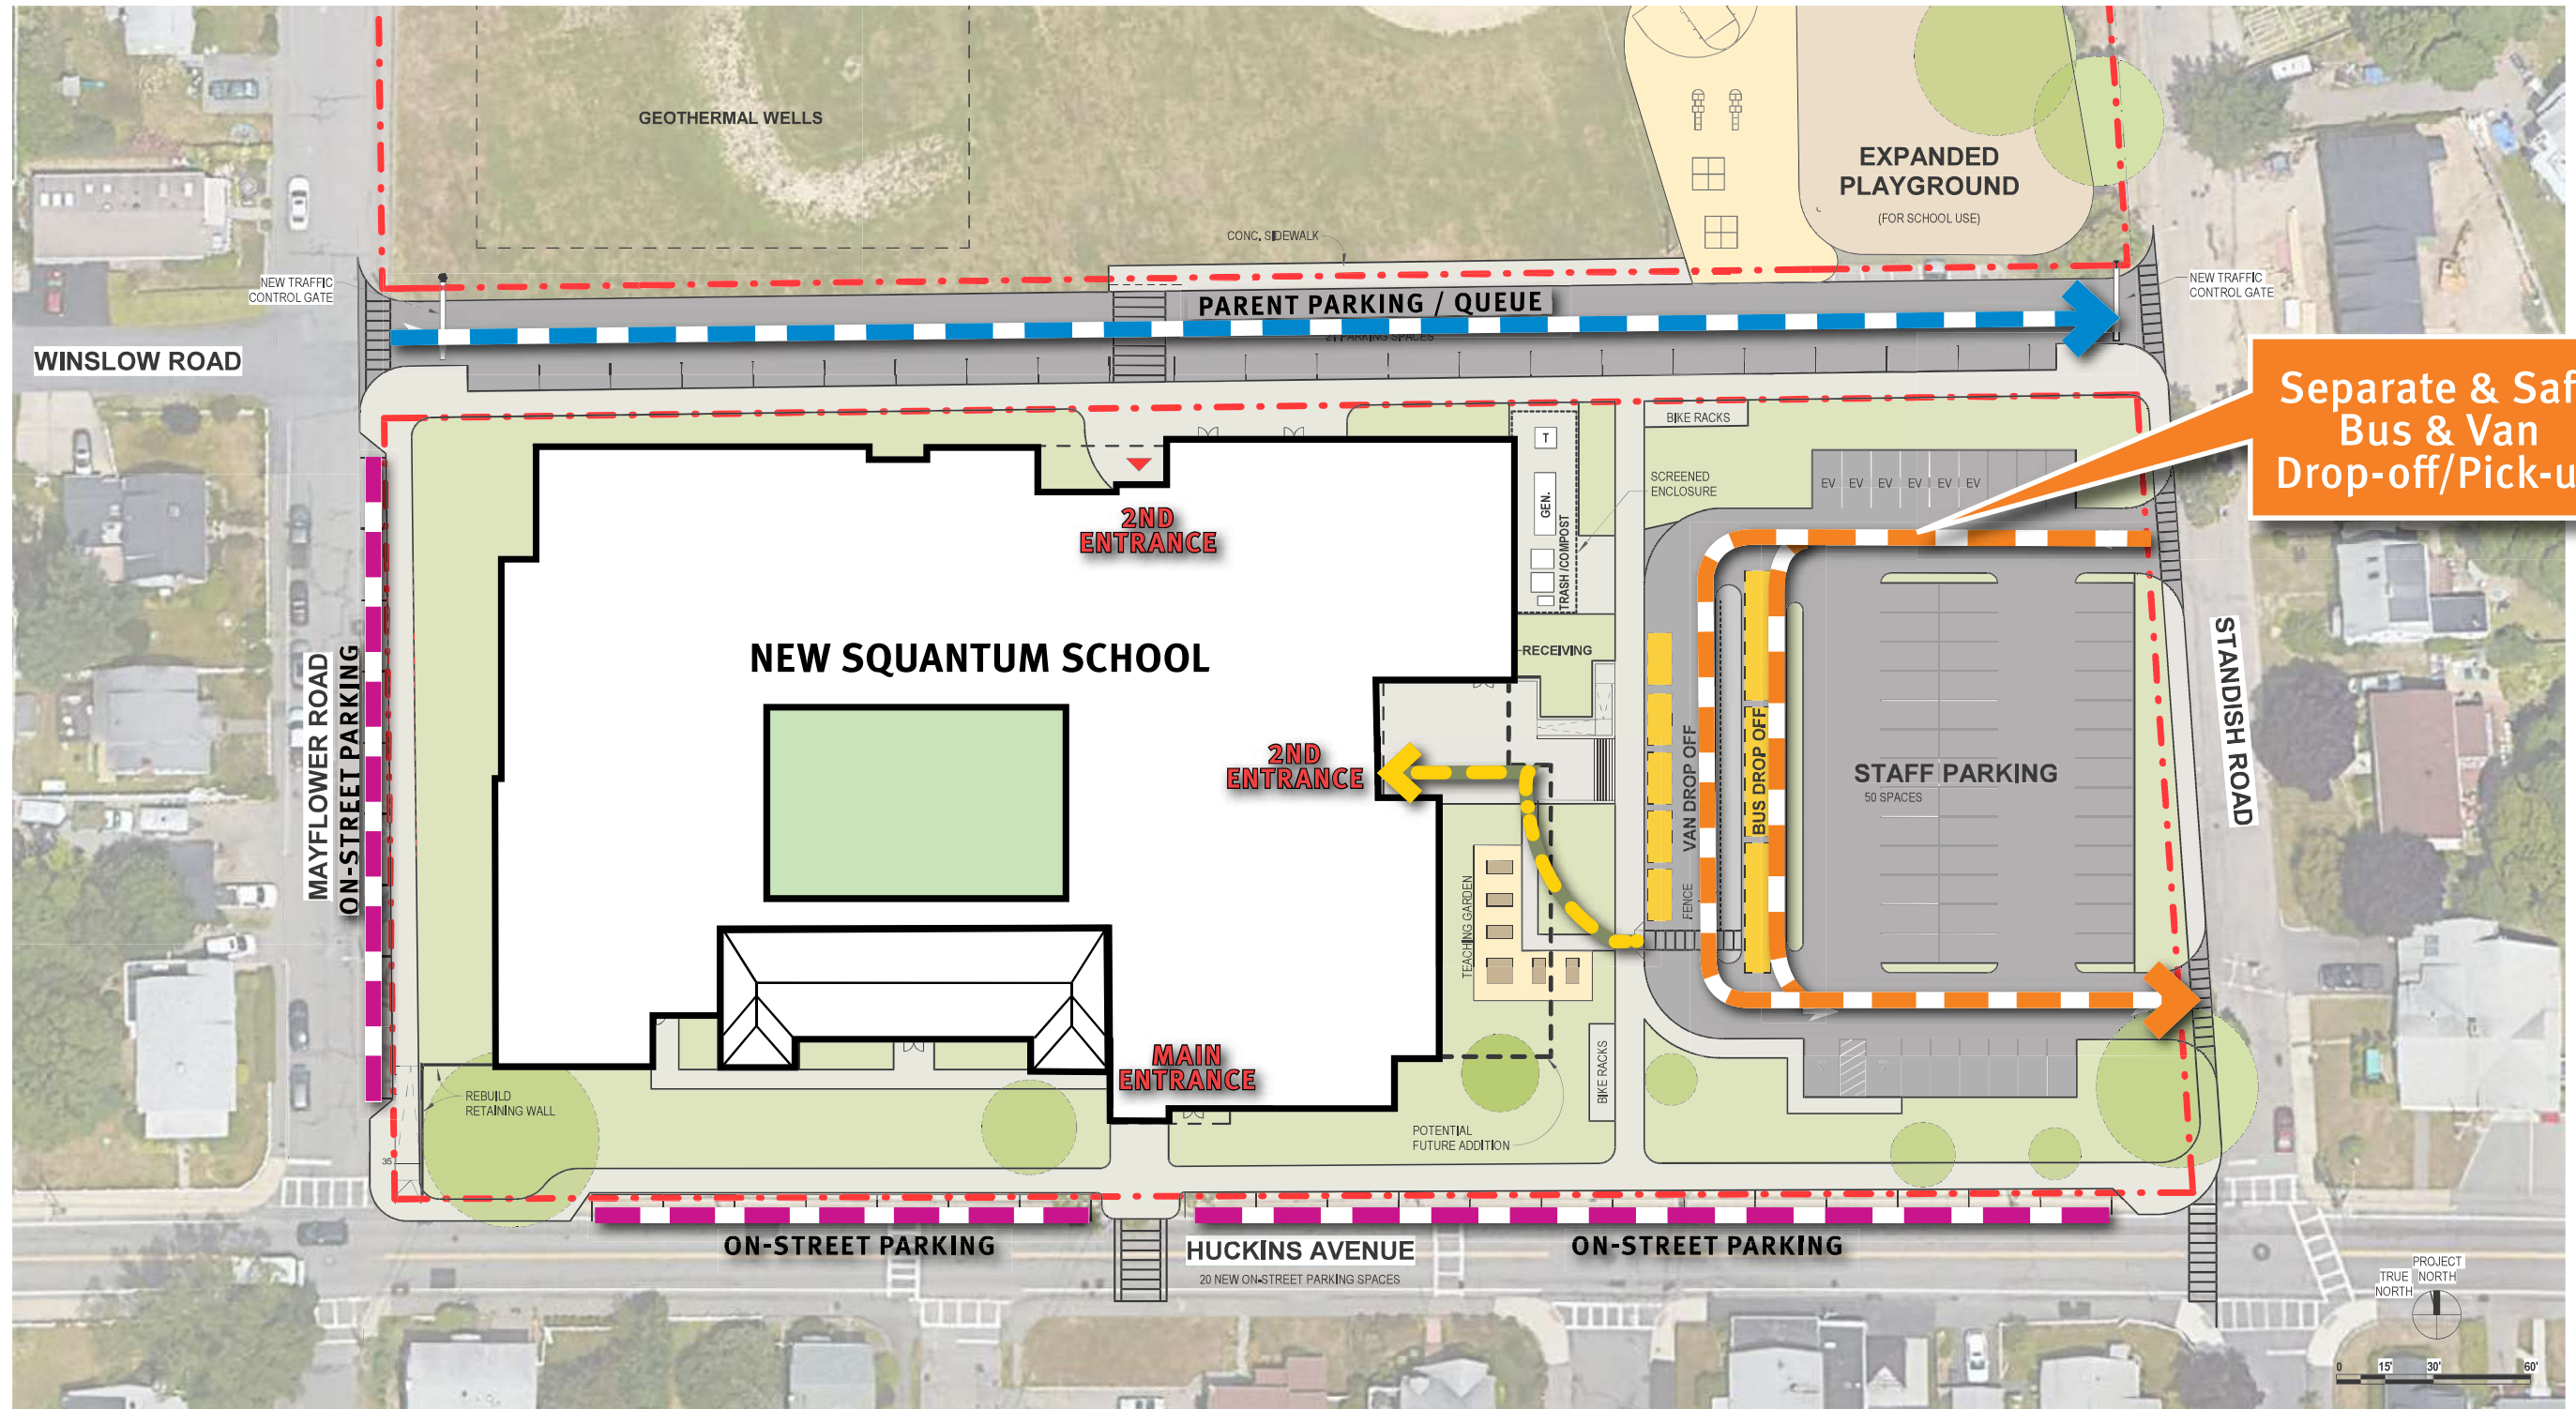 GEOTHERMAL WELLS
EXPANDED
PLAYGROUND
(FOR SCHOOL USE)
CONC. SIDEWALK
NEW TRAFFIC
CONTROL GATE
NEW TRAFFIC
CONTROL GATE
PARENT PARKING / QUEUE
21 PARKING SPACES
WINSLOW ROAD
Separate & Saf
Bus & Van
Drop-off/Pick-u
BIKE RACKS
T
SCREENED
ENCLOSURE
GEN.
TRASH /COMPOST
EV EV EV EV EV EV
2ND
ENTRANCE
NEW SQUANTUM SCHOOL
RECEIVING
MAYFLOWER ROAD
ON-STREET PARKING
2ND
ENTRANCE
VAN DROP OFF
BUS DROP OFF
STAFF PARKING
50 SPACES
STANDISH ROAD
FENCE
TEACHING GARDEN
MAIN
ENTRANCE
BIKE RACKS
REBUILD
RETAINING WALL
POTENTIAL
FUTURE ADDITION
35
ON-STREET PARKING
HUCKINS AVENUE
20 NEW ON-STREET PARKING SPACES
ON-STREET PARKING
PROJECT
NORTH
TRUE
NORTH
0 15' 30' 60'